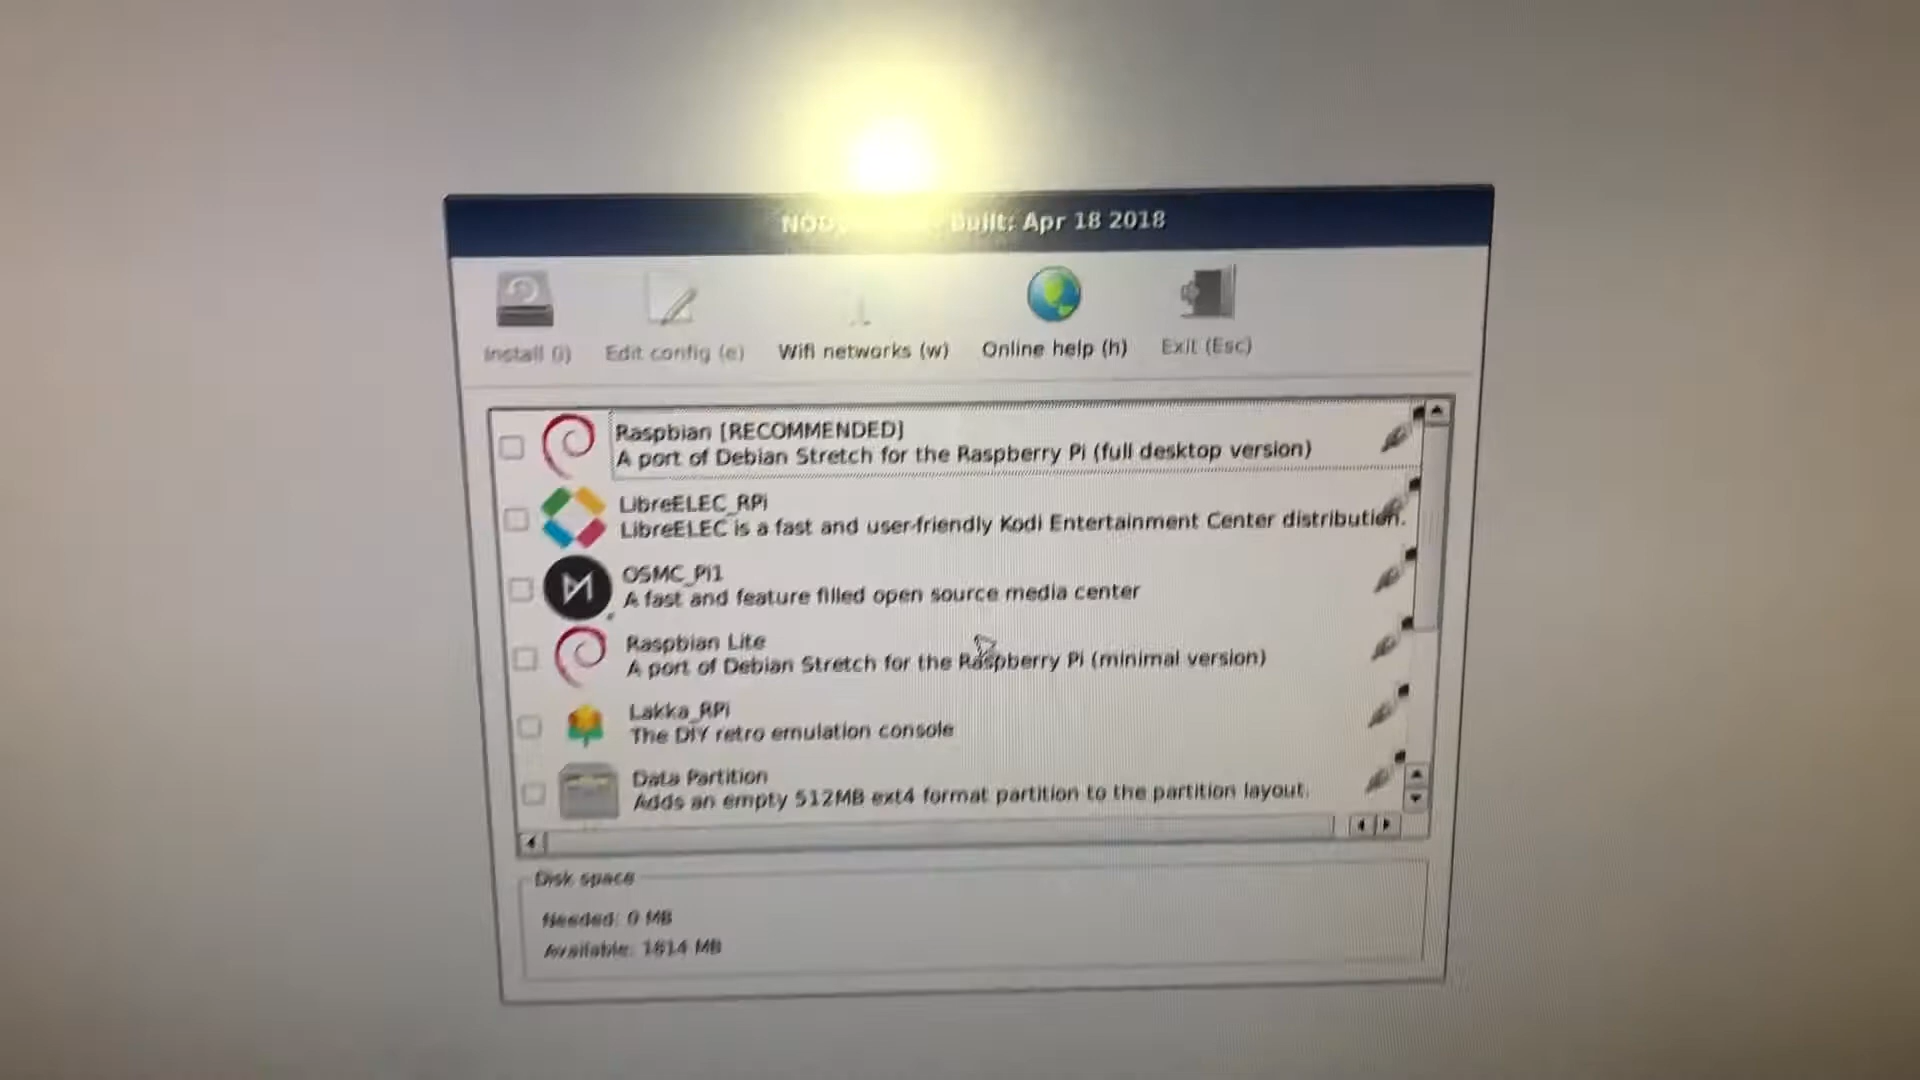 Built: Apr 18 2018
Install (i)
Edit config (e)
Wifi networks (w)
Online help (h)
Exit (Esc)
Raspbian [RECOMMENDED]
A port of Debian Stretch for the Raspberry Pi (full desktop version)
LibreELEC_RPi
LibreELEC is a fast and user-friendly Kodi Entertainment Center distribution.
OSMC_Pi1
A fast and feature filled open source media center
Raspbian Lite
A port of Debian Stretch for the Raspberry Pi (minimal version)
Lakka_RPi
The DIY retro emulation console
Data Partition
Adds an empty 512MB ext4 format partition to the partition layout.
Disk space
Needed: 0 MB
Available: 1614 MB